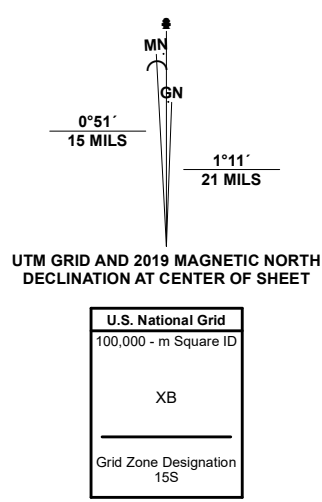 MN
GN
0°51´
15 MILS
1°11´
21 MILS
UTM GRID AND 2019 MAGNETIC NORTH
DECLINATION AT CENTER OF SHEET
U.S. National Grid
100,000 - m Square ID
XB
Grid Zone Designation
15S